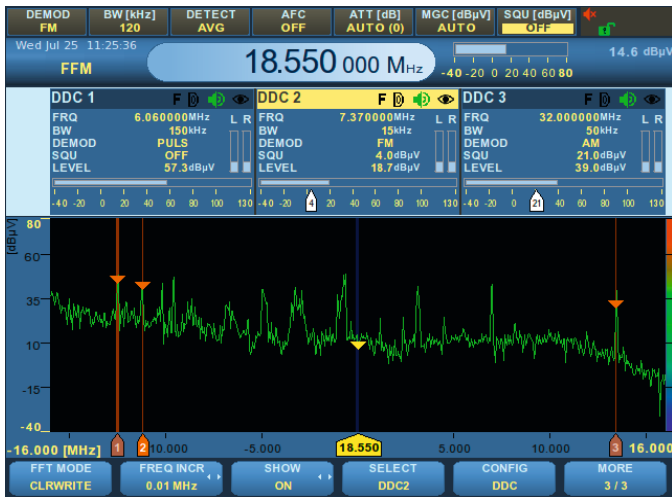 DEMOD BW [kHz] DETECT AFC ATT [dB] MGC [dBµV] SQU [dBµV]
FM 120 AVG OFF AUTO (0) AUTO OFF
Wed Jul 25 11:25:36
FFM
18.550 000 MHz
-40 -20 0 20 40 60 80
14.6 dBµV
DDC 1 F D
FRQ 6.060000MHz L R
BW 150kHz
DEMOD PULS
SQU OFF
LEVEL 57.3dBµV
-40 -20 0 20 40 60 80 100 130
DDC 2 F D
FRQ 7.370000MHz L R
BW 15kHz
DEMOD FM
SQU 4.0dBµV
LEVEL 18.7dBµV
-40 -20 0 4 20 40 60 80 100 130
DDC 3 F D
FRQ 32.000000MHz L R
BW 50kHz
DEMOD AM
SQU 21.0dBµV
LEVEL 39.0dBµV
-40 -20 0 21 40 60 80 100 130
[dBµV]
80
60
35
10
-15
-40
-16.000 [MHz] 1 2 10.000 -5.000 18.550 5.000 10.000 3 16.000
FFT MODE FREQ INCR SHOW SELECT CONFIG MORE
CLRWRITE 0.01 MHz ON DDC2 DDC 3 / 3